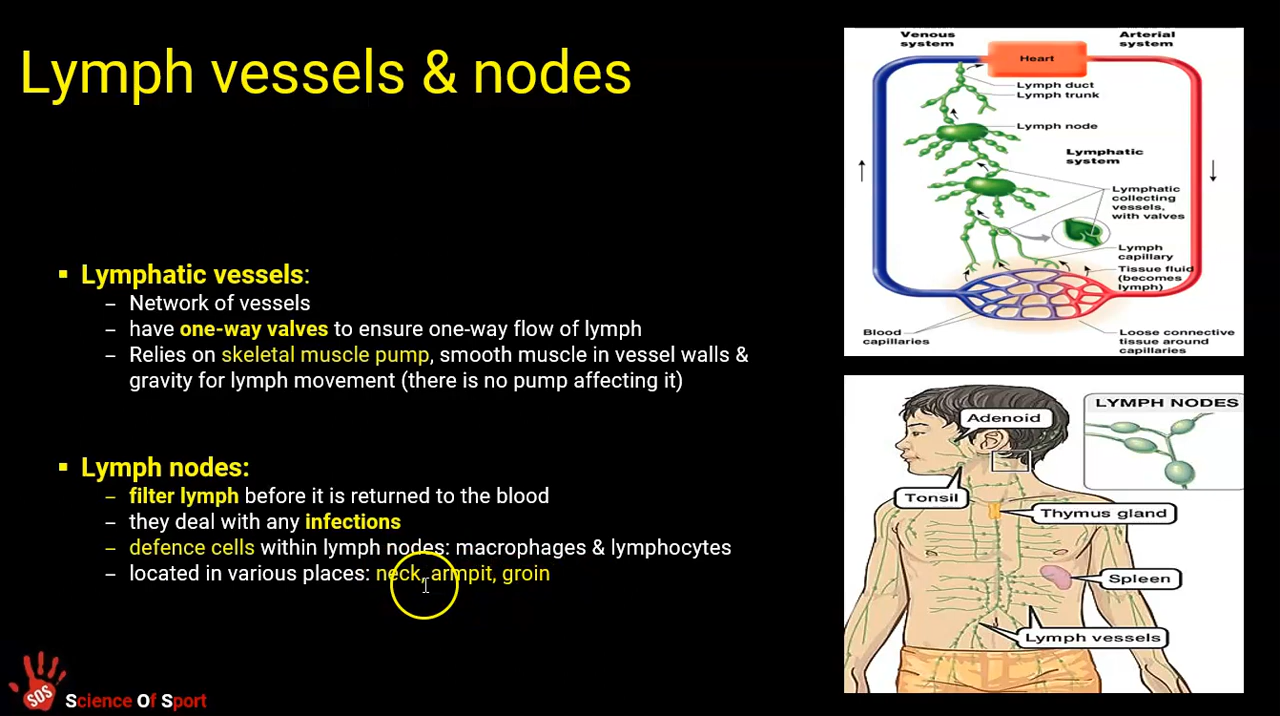 Lymph vessels & nodes
▪ Lymphatic vessels:
– Network of vessels
– have one-way valves to ensure one-way flow of lymph
– Relies on skeletal muscle pump, smooth muscle in vessel walls &
gravity for lymph movement (there is no pump affecting it)
▪ Lymph nodes:
– filter lymph before it is returned to the blood
– they deal with any infections
– defence cells within lymph nodes: macrophages & lymphocytes
– located in various places: neck, armpit, groin
SOS
Science Of Sport
Venous
system
Arterial
system
Heart
Lymph duct
Lymph trunk
Lymph node
Lymphatic
system
Lymphatic
collecting
vessels,
with valves
Lymph
capillary
Tissue fluid
(becomes
lymph)
Blood
capillaries
Loose connective
tissue around
capillaries
LYMPH NODES
Adenoid
Tonsil
Thymus gland
Spleen
Lymph vessels